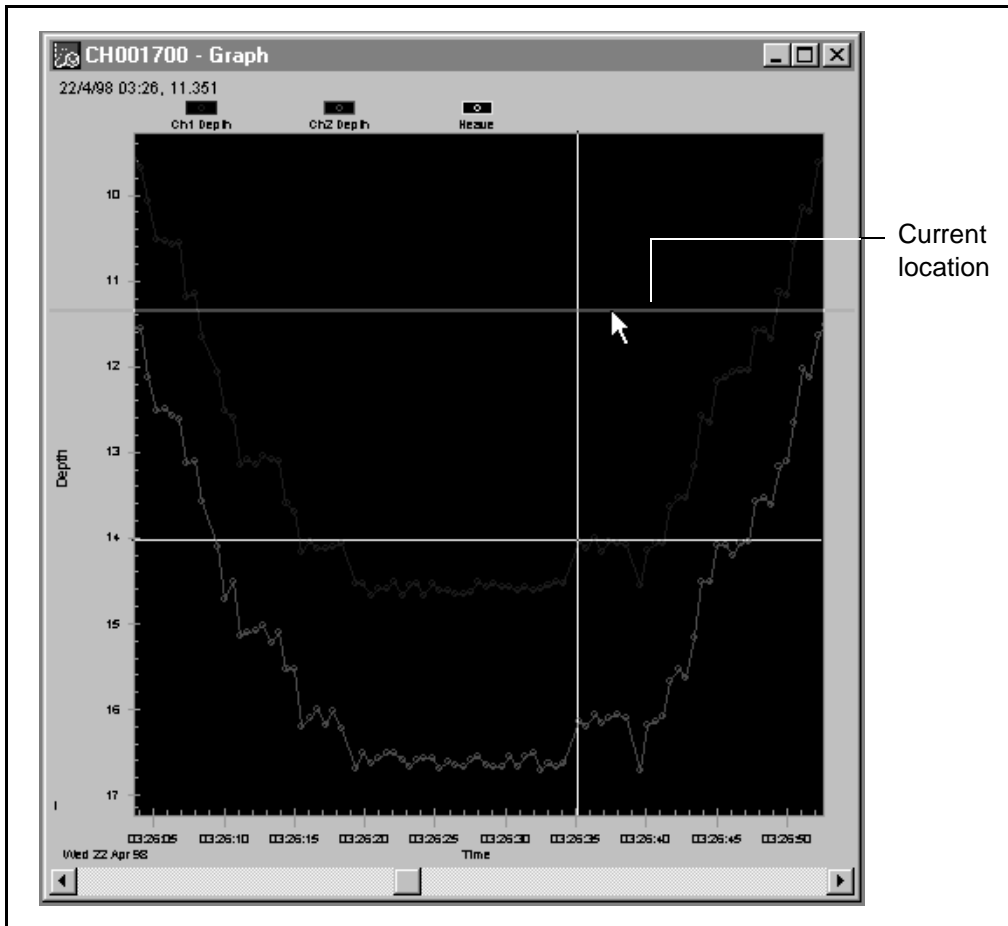 CH001700 - Graph
22/4/98 03:26, 11.351
Ch1 Depth
Ch2 Depth
Heave
10
11
12
13
14
15
16
17
Depth
Current
location
03:26:05 03:26:10 03:26:15 03:26:20 03:26:25 03:26:30 03:26:35 03:26:40 03:26:45 03:26:50
Wed 22 Apr 98
Time